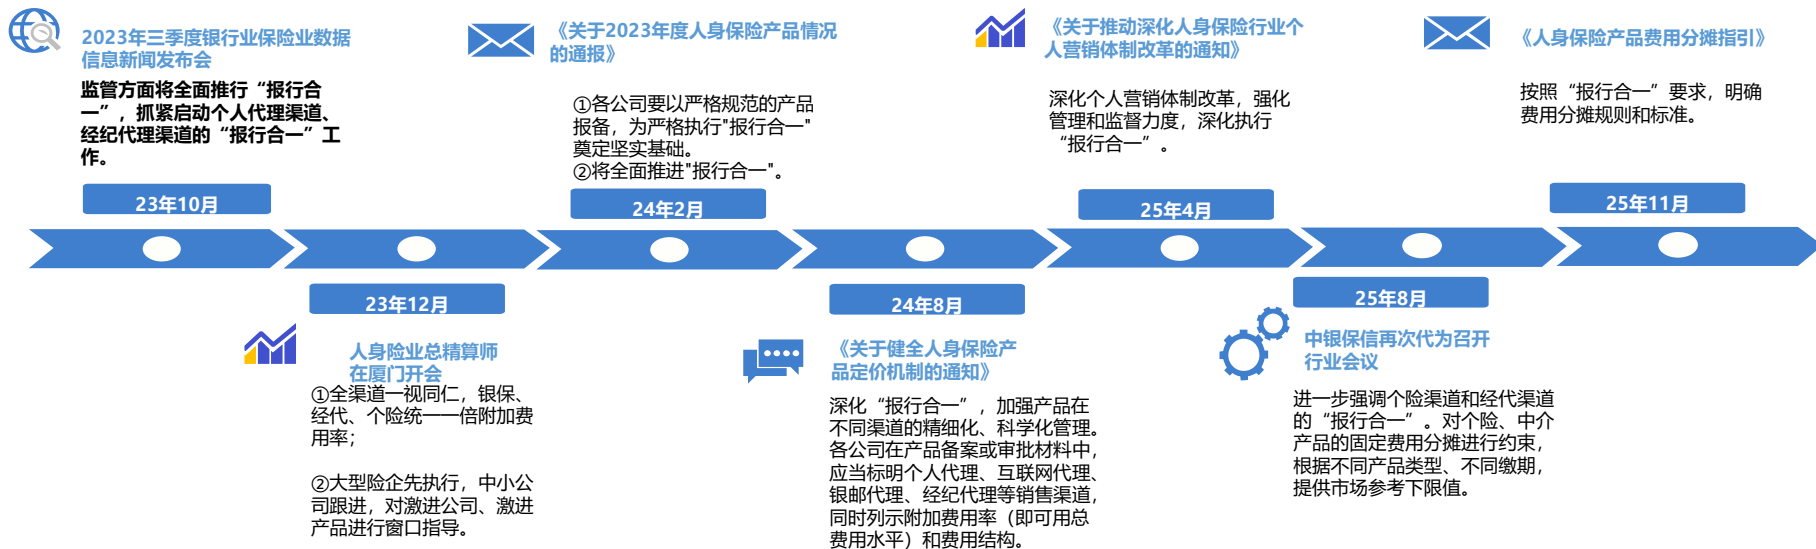 2023年三季度银行业保险业数据
信息新闻发布会
监管方面将全面推行“报行合
一”，抓紧启动个人代理渠道、
经纪代理渠道的“报行合一”工
作。
23年10月
《关于2023年度人身保险产品情况
的通报》
①各公司要以严格规范的产品
报备，为严格执行"报行合一"
奠定坚实基础。
②将全面推进"报行合一"。
24年2月
《关于推动深化人身保险行业个
人营销体制改革的通知》
深化个人营销体制改革，强化
管理和监督力度，深化执行
“报行合一”。
25年4月
《人身保险产品费用分摊指引》
按照“报行合一”要求，明确
费用分摊规则和标准。
25年11月
23年12月
人身险业总精算师
在厦门开会
①全渠道一视同仁，银保、
经代、个险统一一倍附加费
用率；
②大型险企先执行，中小公
司跟进，对激进公司、激进
产品进行窗口指导。
24年8月
《关于健全人身保险产
品定价机制的通知》
深化“报行合一”，加强产品在
不同渠道的精细化、科学化管理。
各公司在产品备案或审批材料中，
应当标明个人代理、互联网代理、
银邮代理、经纪代理等销售渠道，
同时列示附加费用率（即可用总
费用水平）和费用结构。
25年8月
中银保信再次代为召开
行业会议
进一步强调个险渠道和经代渠道
的“报行合一”。对个险、中介
产品的固定费用分摊进行约束，
根据不同产品类型、不同缴期，
提供市场参考下限值。